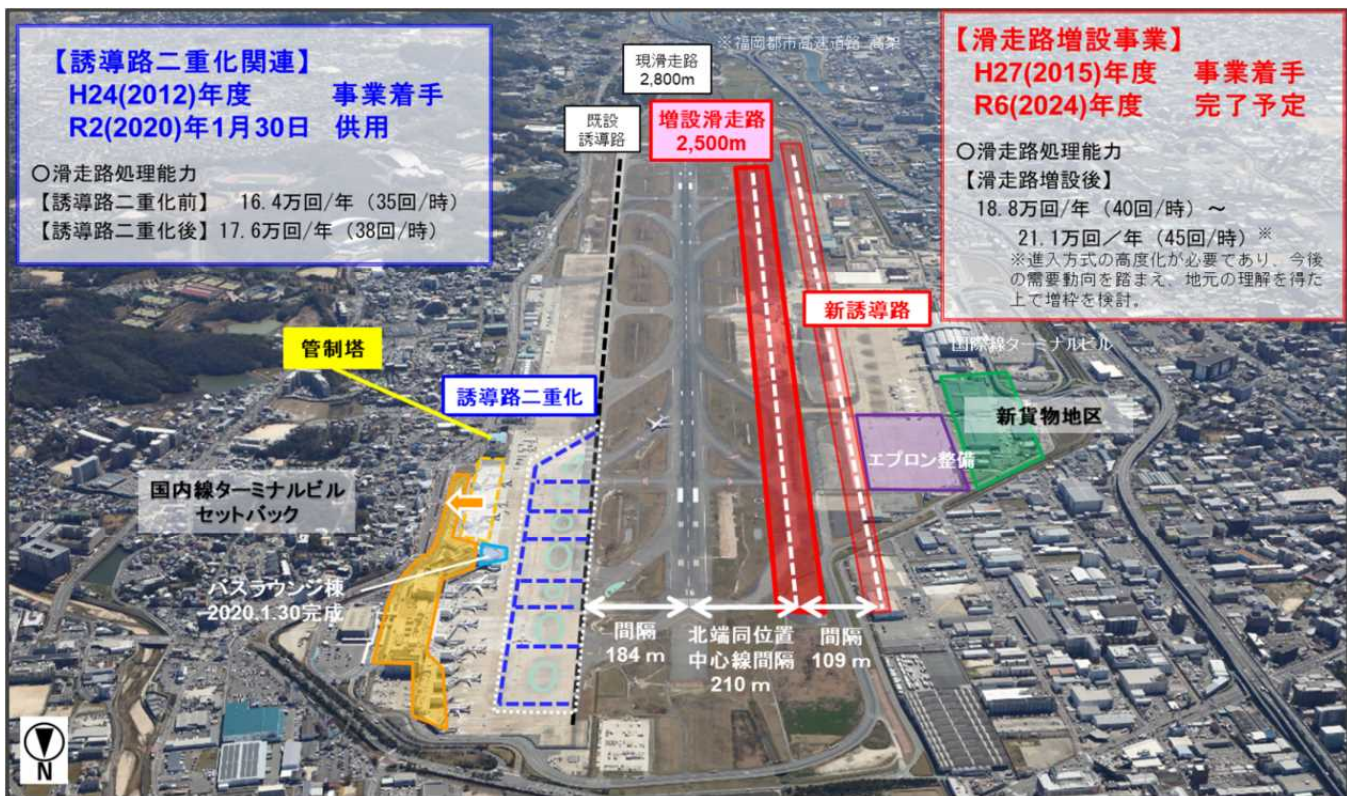 【誘導路二重化関連】
H24(2012)年度 事業着手
R2(2020)年1月30日 供用
〇滑走路処理能力
【誘導路二重化前】 16.4万回/年（35回/時）
【誘導路二重化後】17.6万回/年（38回/時）
※福岡都市高速道路 高架
現滑走路
2,800m
既設
誘導路
増設滑走路
2,500m
【滑走路増設事業】
H27(2015)年度 事業着手
R6(2024)年度 完了予定
〇滑走路処理能力
【滑走路増設後】
18.8万回/年（40回/時）～
21.1万回／年（45回/時）※
※進入方式の高度化が必要であり、今後
の需要動向を踏まえ、地元の理解を得た
上で増枠を検討。
新誘導路
国際線ターミナルビル
管制塔
誘導路二重化
新貨物地区
エプロン整備
国内線ターミナルビル
セットバック
バスラウンジ棟
2020.1.30完成
間隔
184 m
北端同位置
中心線間隔
210 m
間隔
109 m
16
N